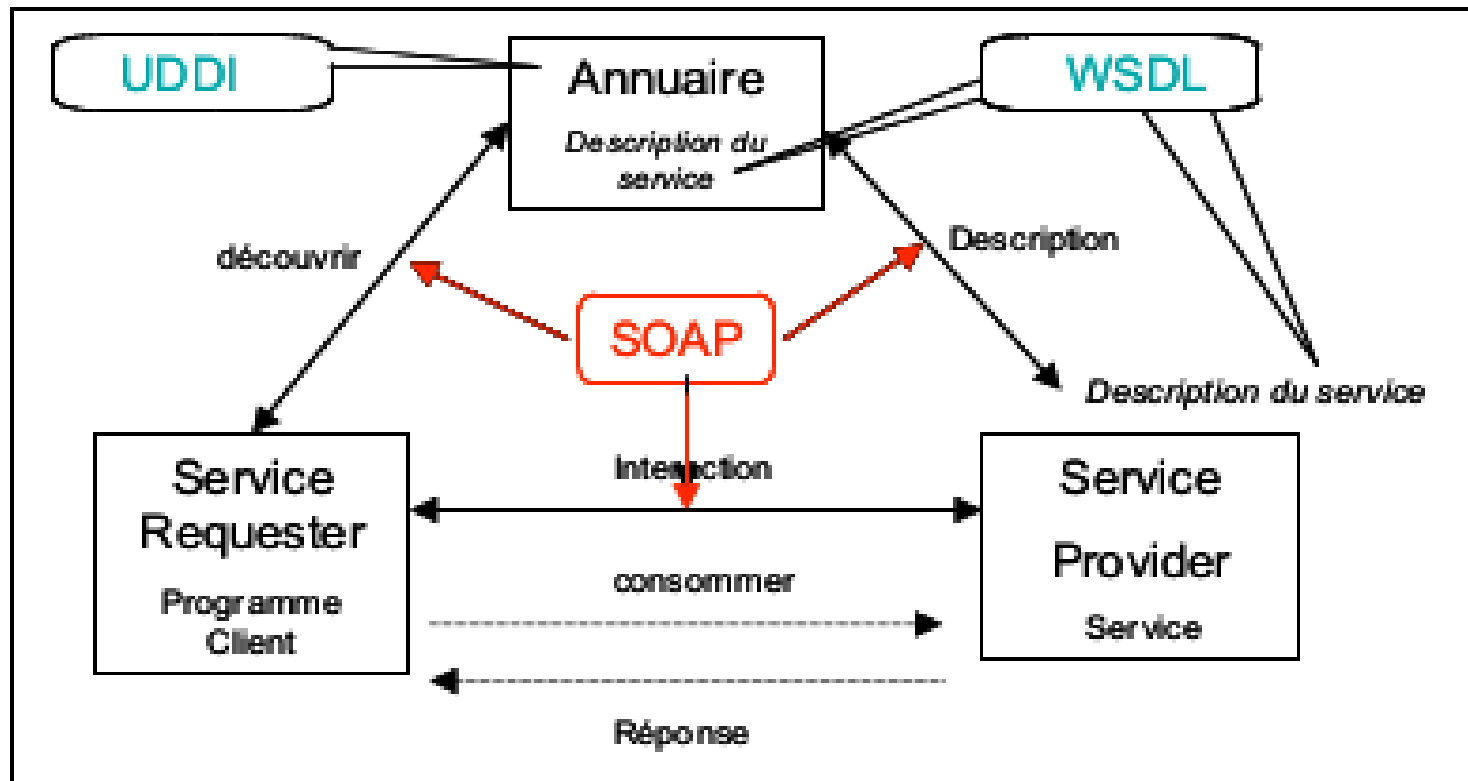 UDDI
Annuaire
WSDL
Description du
service
découvrir
Description
SOAP
Description du service
Service
Requester
Programme
Client
Interaction
consommer
Réponse
Service
Provider
Service